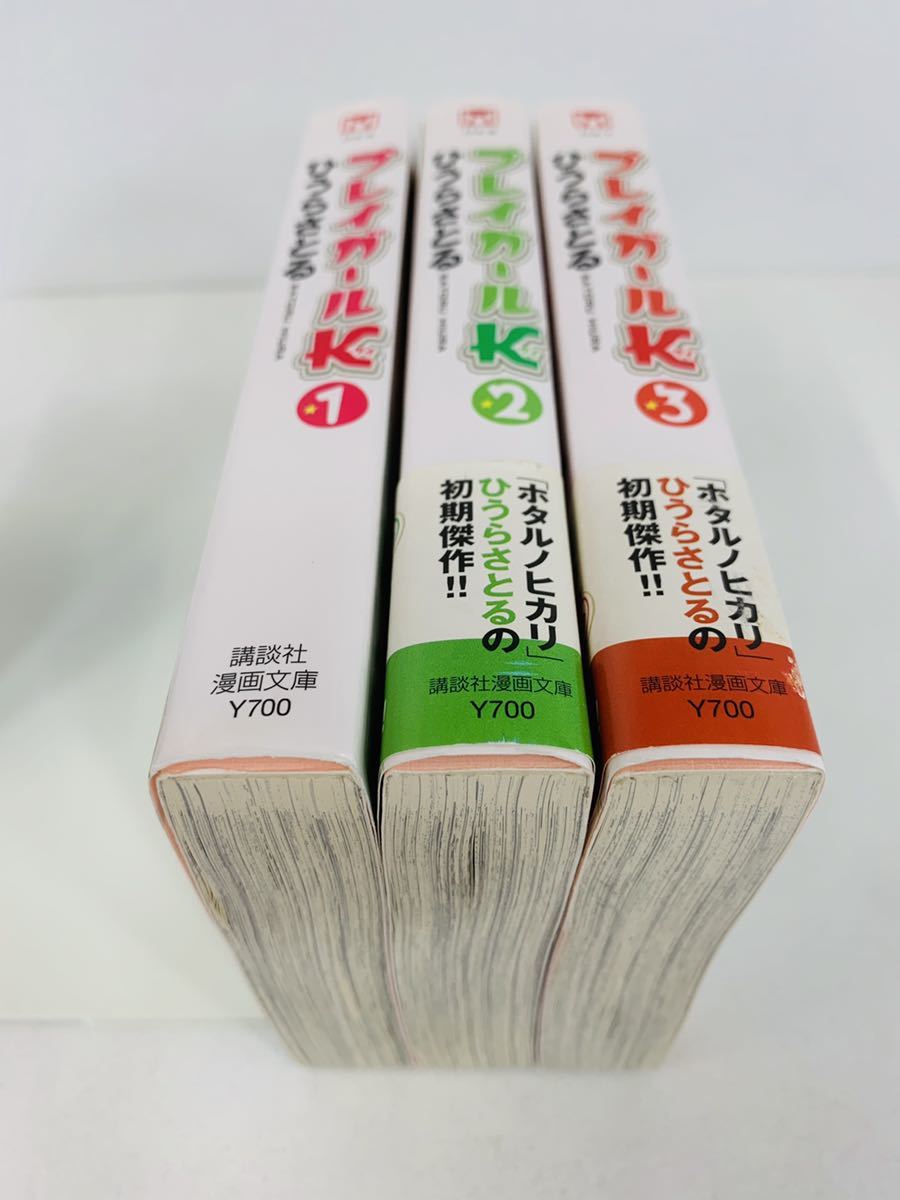 プレイガールK
ひうらさとる
1
講談社
漫画文庫
Y700
プレイガールK
ひうらさとる
2
「ホタルノヒカリ」
ひうらさとるの
初期傑作!!
講談社漫画文庫
Y700
プレイガールK
ひうらさとる
3
「ホタルノヒカリ」
ひうらさとるの
初期傑作!!
講談社漫画文庫
Y700